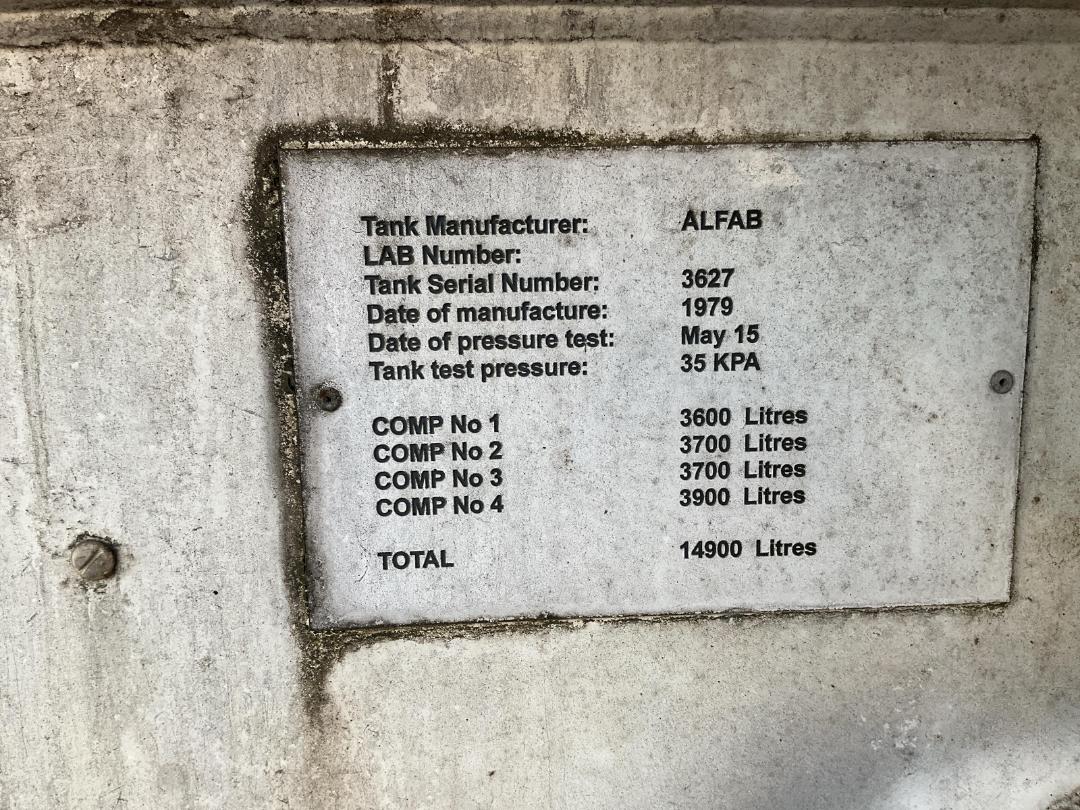 Tank Manufacturer: ALFAB
LAB Number:
Tank Serial Number: 3627
Date of manufacture: 1979
Date of pressure test: May 15
Tank test pressure: 35 KPA
COMP No 1 3600 Litres
COMP No 2 3700 Litres
COMP No 3 3700 Litres
COMP No 4 3900 Litres
TOTAL 14900 Litres